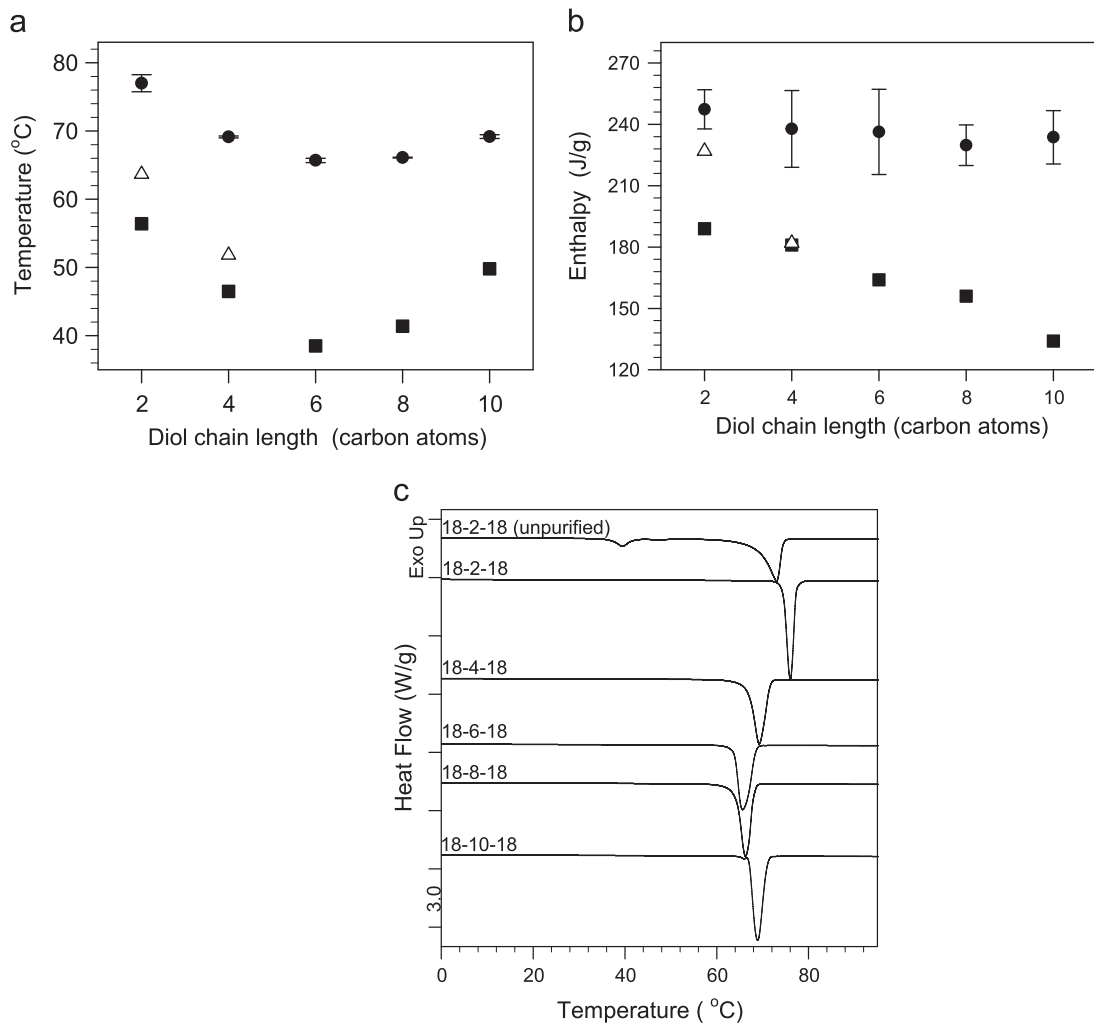 a
80
70
60
50
40
Temperature (°C)
2 4 6 8 10
Diol chain length (carbon atoms)
b
270
240
210
180
150
120
Enthalpy (J/g)
2 4 6 8 10
Diol chain length (carbon atoms)
c
Exo Up
Heat Flow (W/g)
3.0
18-2-18 (unpurified)
18-2-18
18-4-18
18-6-18
18-8-18
18-10-18
0 20 40 60 80
Temperature ( °C)